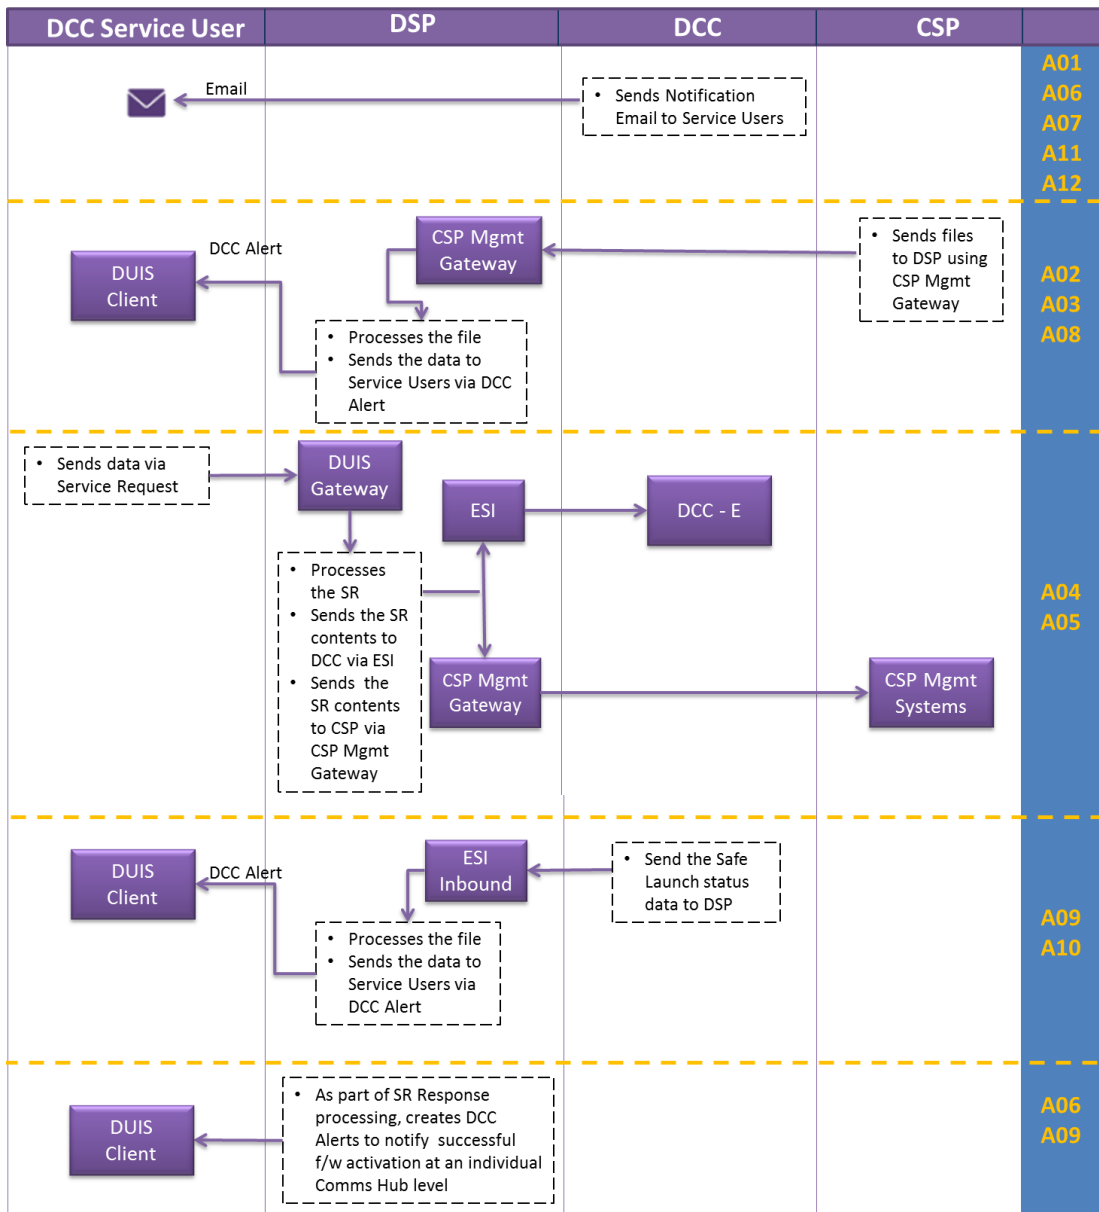 DCC Service User
DSP
DCC
CSP
Email
• Sends Notification
Email to Service Users
A01
A06
A07
A11
A12
DUIS
Client
DCC Alert
CSP Mgmt
Gateway
• Processes the file
• Sends the data to
Service Users via DCC
Alert
• Sends files
to DSP using
CSP Mgmt
Gateway
A02
A03
A08
• Sends data via
Service Request
DUIS
Gateway
ESI
DCC - E
• Processes
the SR
• Sends the SR
contents to
DCC via ESI
• Sends the
SR contents
to CSP via
CSP Mgmt
Gateway
CSP Mgmt
Gateway
CSP Mgmt
Systems
A04
A05
DUIS
Client
DCC Alert
ESI
Inbound
• Send the Safe
Launch status
data to DSP
• Processes the file
• Sends the data to
Service Users via
DCC Alert
A09
A10
DUIS
Client
• As part of SR Response
processing, creates DCC
Alerts to notify successful
f/w activation at an individual
Comms Hub level
A06
A09